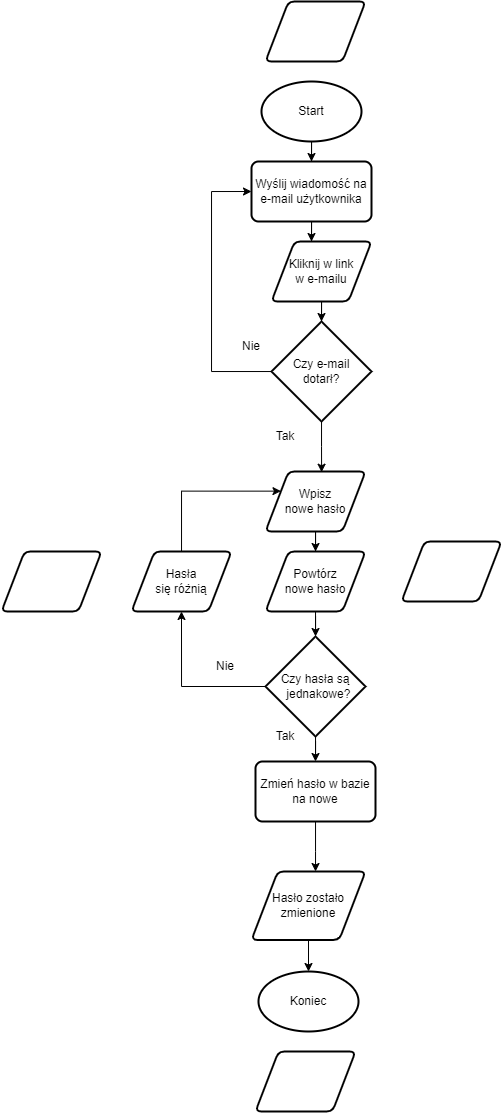 Start
Wyślij wiadomość na
e-mail użytkownika
Kliknij w link
w e-mailu
Nie
Czy e-mail
dotarł?
Tak
Wpisz
nowe hasło
Hasła
się różnią
Powtórz
nowe hasło
Nie
Czy hasła są
jednakowe?
Tak
Zmień hasło w bazie
na nowe
Hasło zostało
zmienione
Koniec